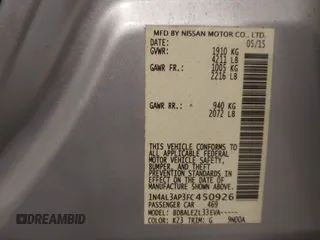 MFD BY NISSAN MOTOR CO., LTD.
DATE: 05/15
GVWR: 1910 KG
4211 LB
GAWR FR.: 1005 KG
2216 LB
GAWR RR.: 940 KG
2072 LB
THIS VEHICLE CONFORMS TO ALL
APPLICABLE FEDERAL MOTOR
VEHICLE SAFETY,
BUMPER, AND THEFT
PREVENTION STANDARDS IN
EFFECT ON THE DATE OF
MANUFACTURE SHOWN ABOVE.
1N4AL3AP3FC450926
PASSENGER CAR 469
MODEL: BDBALEZL33EVA-----
COLOR: K23 TRIM: G 9N00A